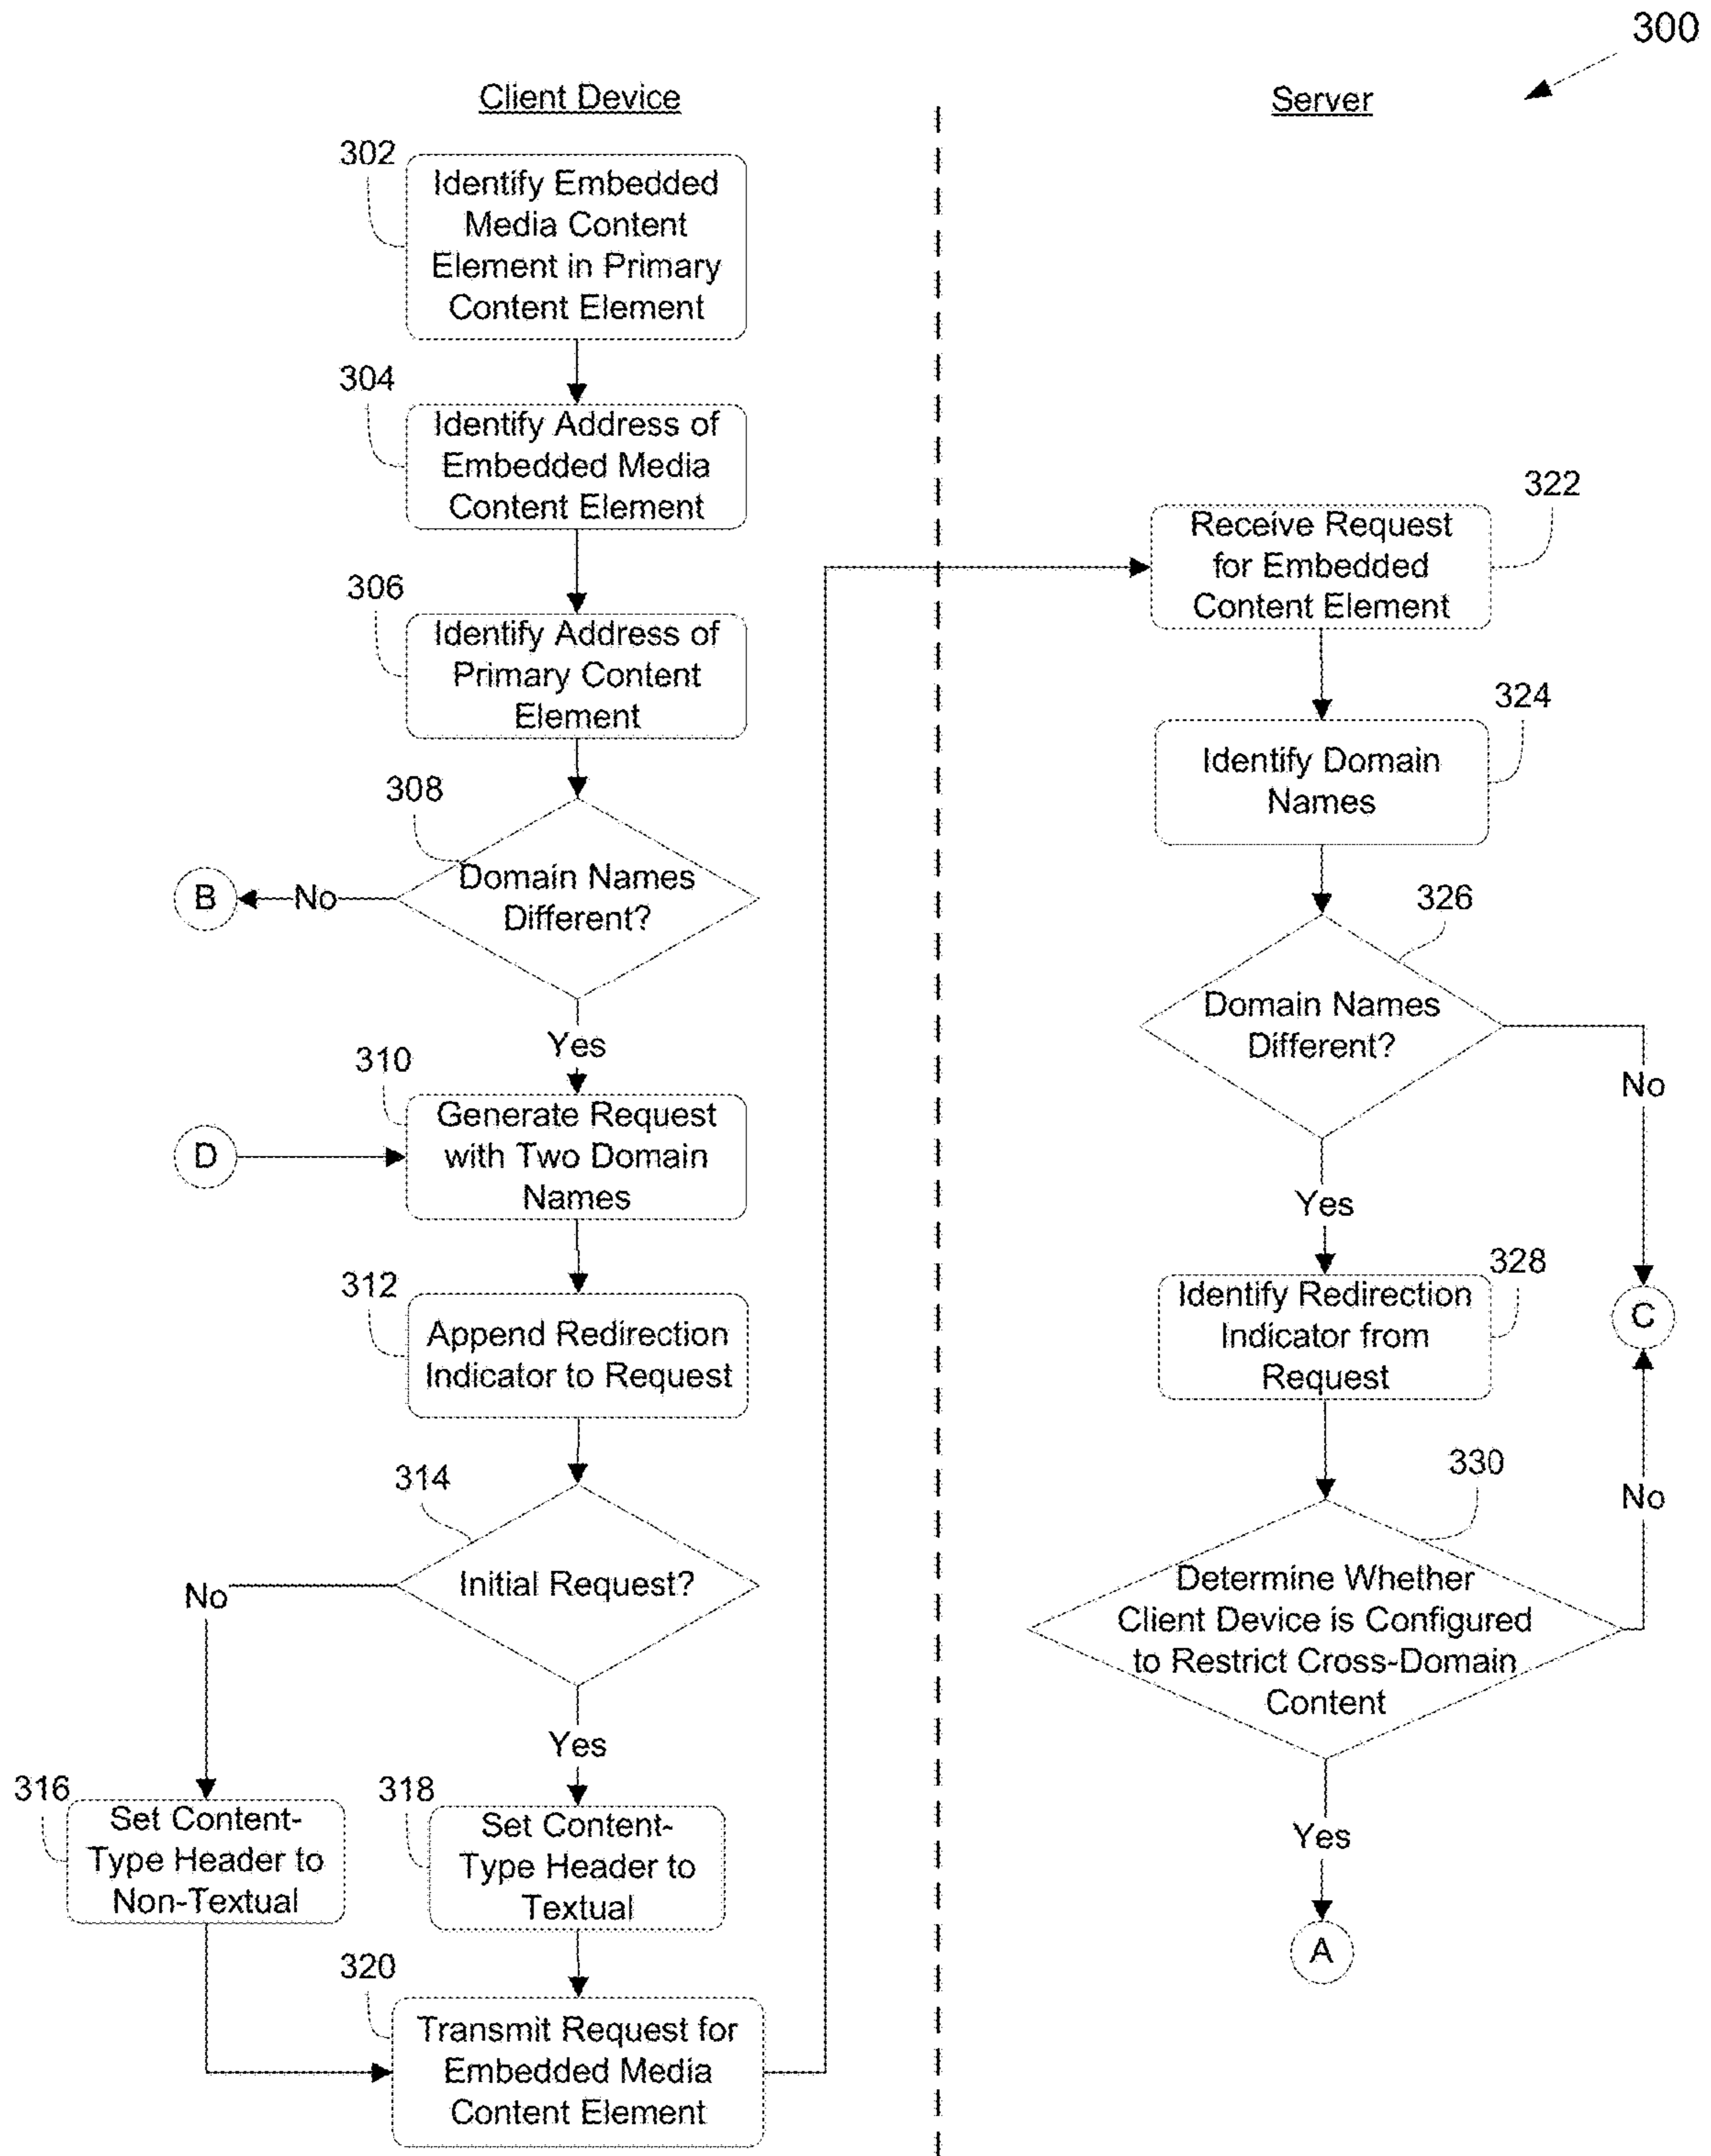 300
Client Device
Server
302
Identify Embedded
Media Content
Element in Primary
Content Element
304
Identify Address of
Embedded Media
Content Element
306
Identify Address of
Primary Content
Element
308
Domain Names
Different?
No
B
Yes
310
Generate Request
with Two Domain
Names
D
312
Append Redirection
Indicator to Request
314
Initial Request?
No
Yes
316
Set Content-
Type Header to
Non-Textual
318
Set Content-
Type Header to
Textual
320
Transmit Request for
Embedded Media
Content Element
322
Receive Request
for Embedded
Content Element
324
Identify Domain
Names
326
Domain Names
Different?
No
Yes
328
Identify Redirection
Indicator from
Request
C
330
Determine Whether
Client Device is Configured
to Restrict Cross-Domain
Content
No
Yes
A